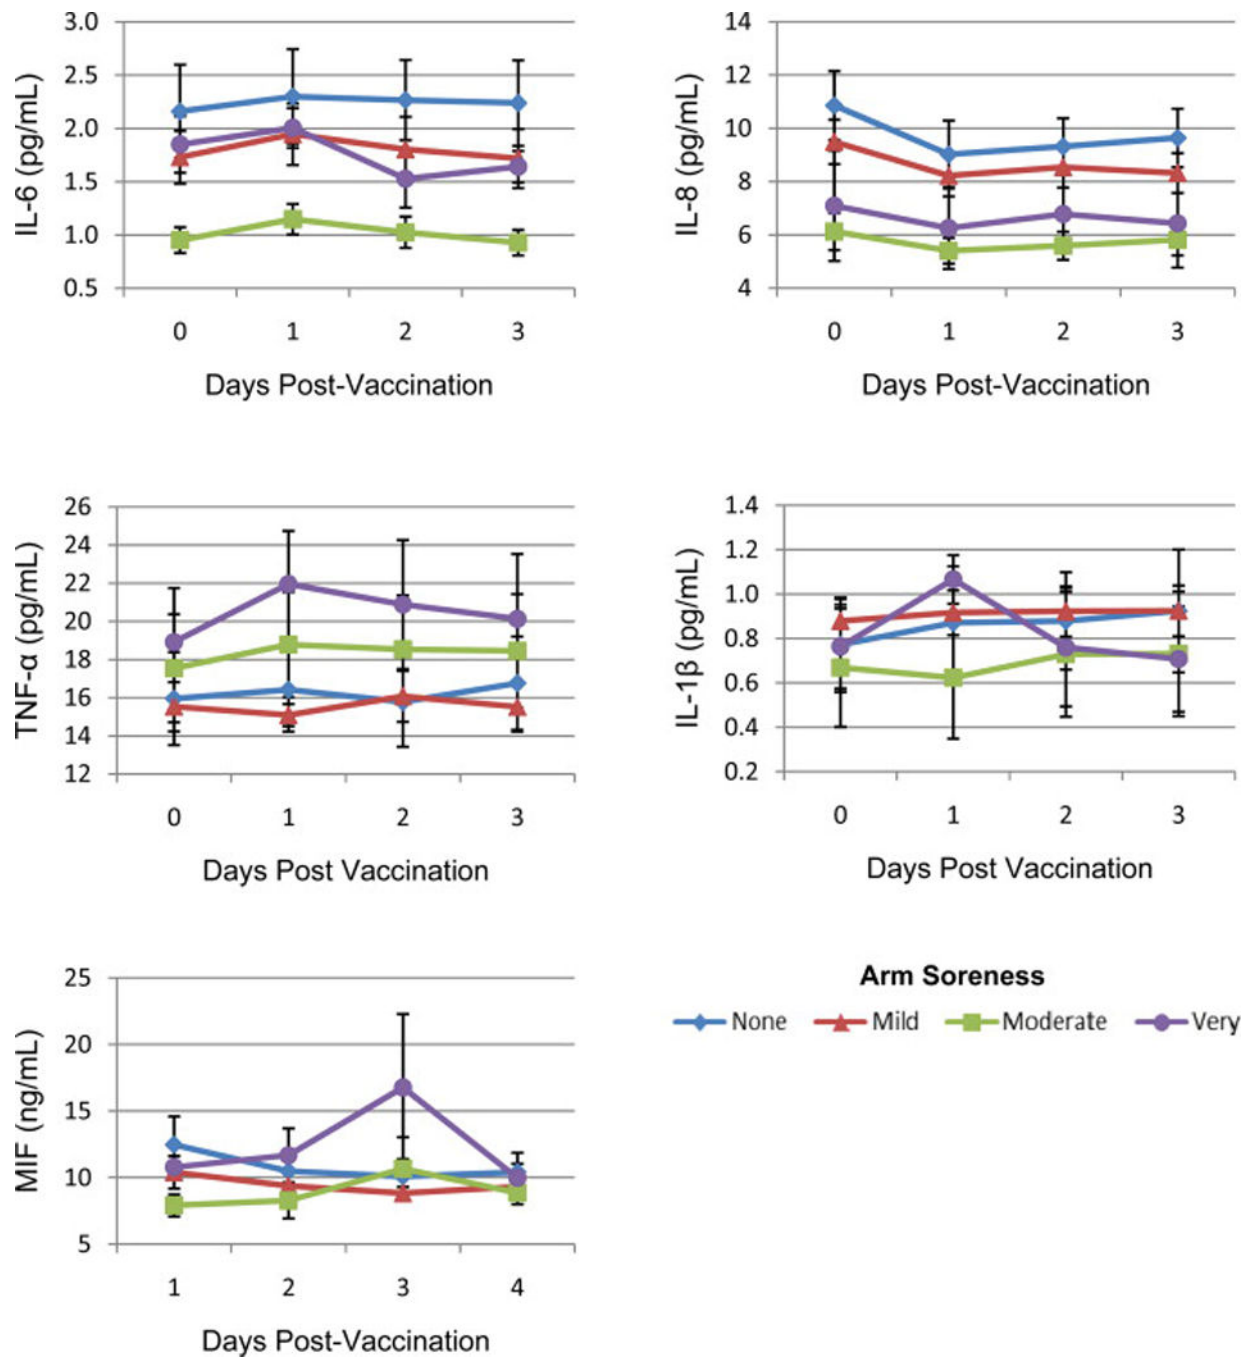 3.0
2.5
2.0
1.5
1.0
0.5
IL-6 (pg/mL)
0 1 2 3
Days Post-Vaccination
14
12
10
8
6
4
IL-8 (pg/mL)
0 1 2 3
Days Post-Vaccination
26
24
22
20
18
16
14
12
TNF-α (pg/mL)
0 1 2 3
Days Post Vaccination
1.4
1.2
1.0
0.8
0.6
0.4
0.2
IL-1β (pg/mL)
0 1 2 3
Days Post Vaccination
25
20
15
10
5
MIF (ng/mL)
1 2 3 4
Days Post-Vaccination
Arm Soreness
None Mild Moderate Very